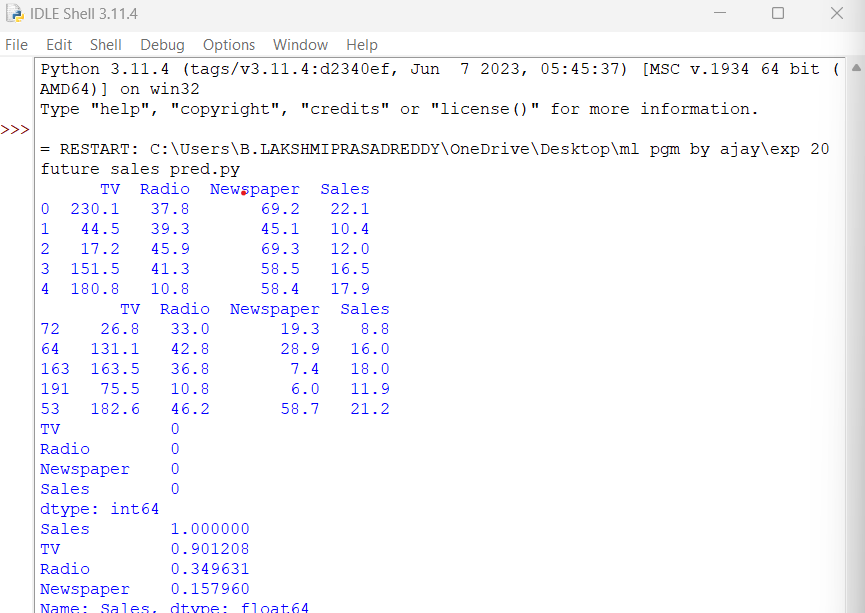 IDLE Shell 3.11.4
File Edit Shell Debug Options Window Help
Python 3.11.4 (tags/v3.11.4:d2340ef, Jun  7 2023, 05:45:37) [MSC v.1934 64 bit (
AMD64)] on win32
Type "help", "copyright", "credits" or "license()" for more information.
>>>
= RESTART: C:\Users\B.LAKSHMIPRASADREDDY\OneDrive\Desktop\ml pgm by ajay\exp 20
future sales pred.py
      TV  Radio  Newspaper  Sales
0  230.1   37.8       69.2   22.1
1   44.5   39.3       45.1   10.4
2   17.2   45.9       69.3   12.0
3  151.5   41.3       58.5   16.5
4  180.8   10.8       58.4   17.9
        TV  Radio  Newspaper  Sales
72    26.8   33.0       19.3    8.8
64   131.1   42.8       28.9   16.0
163  163.5   36.8        7.4   18.0
191   75.5   10.8        6.0   11.9
53   182.6   46.2       58.7   21.2
TV           0
Radio        0
Newspaper    0
Sales        0
dtype: int64
Sales        1.000000
TV           0.901208
Radio        0.349631
Newspaper    0.157960
Name: Sales, dtype: float64